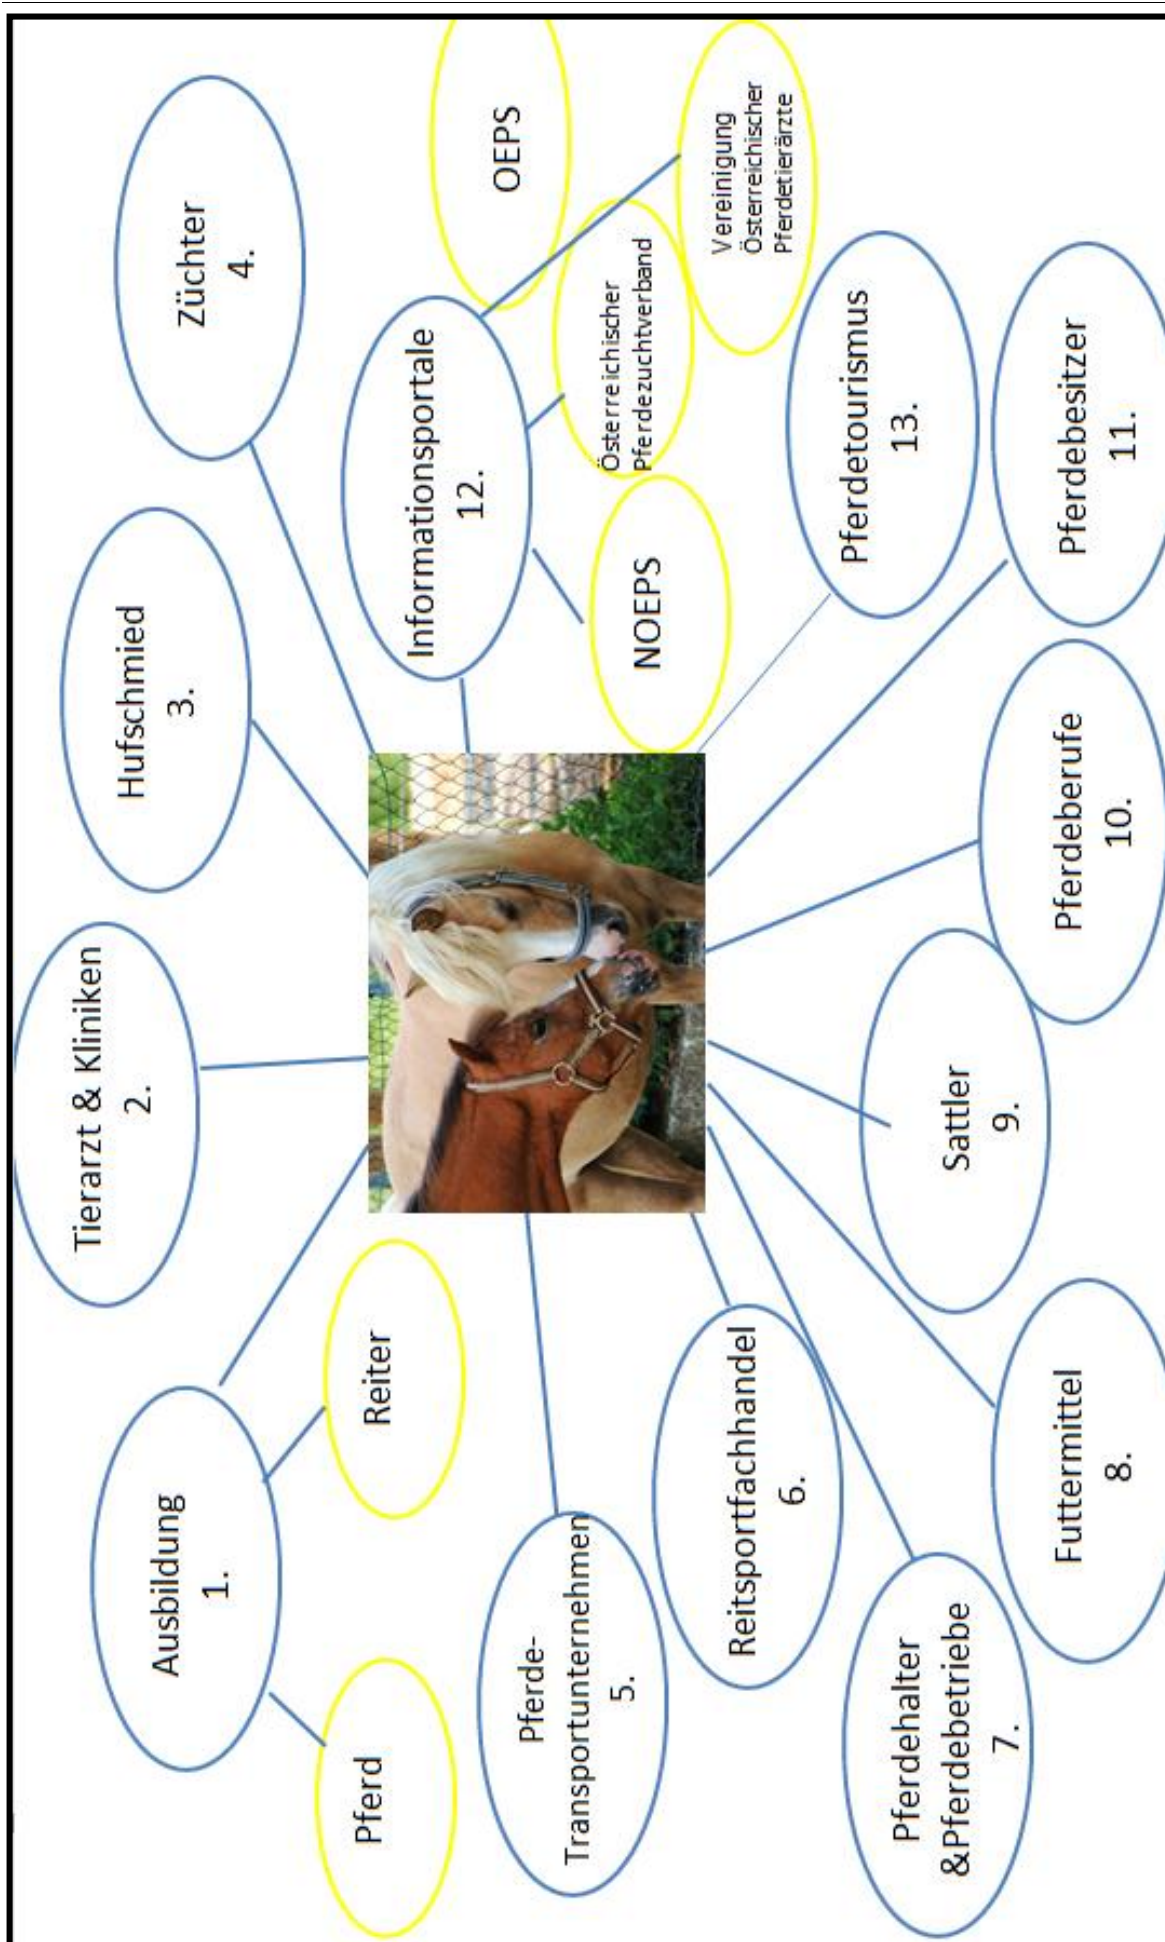 Ausbildung
1.
Pferd
Reiter
Tierarzt & Kliniken
2.
Hufschmied
3.
Züchter
4.
Pferde-
Transportunternehmen
5.
Reitsportfachhandel
6.
Pferdehalter
&Pferdebetriebe
7.
Futtermittel
8.
Sattler
9.
Pferdeberufe
10.
Pferdebesitzer
11.
Informationsportale
12.
NOEPS
Österreichischer
Pferdezuchtverband
OEPS
Vereinigung
Österreichischer
Pferdetierärzte
Pferdetourismus
13.